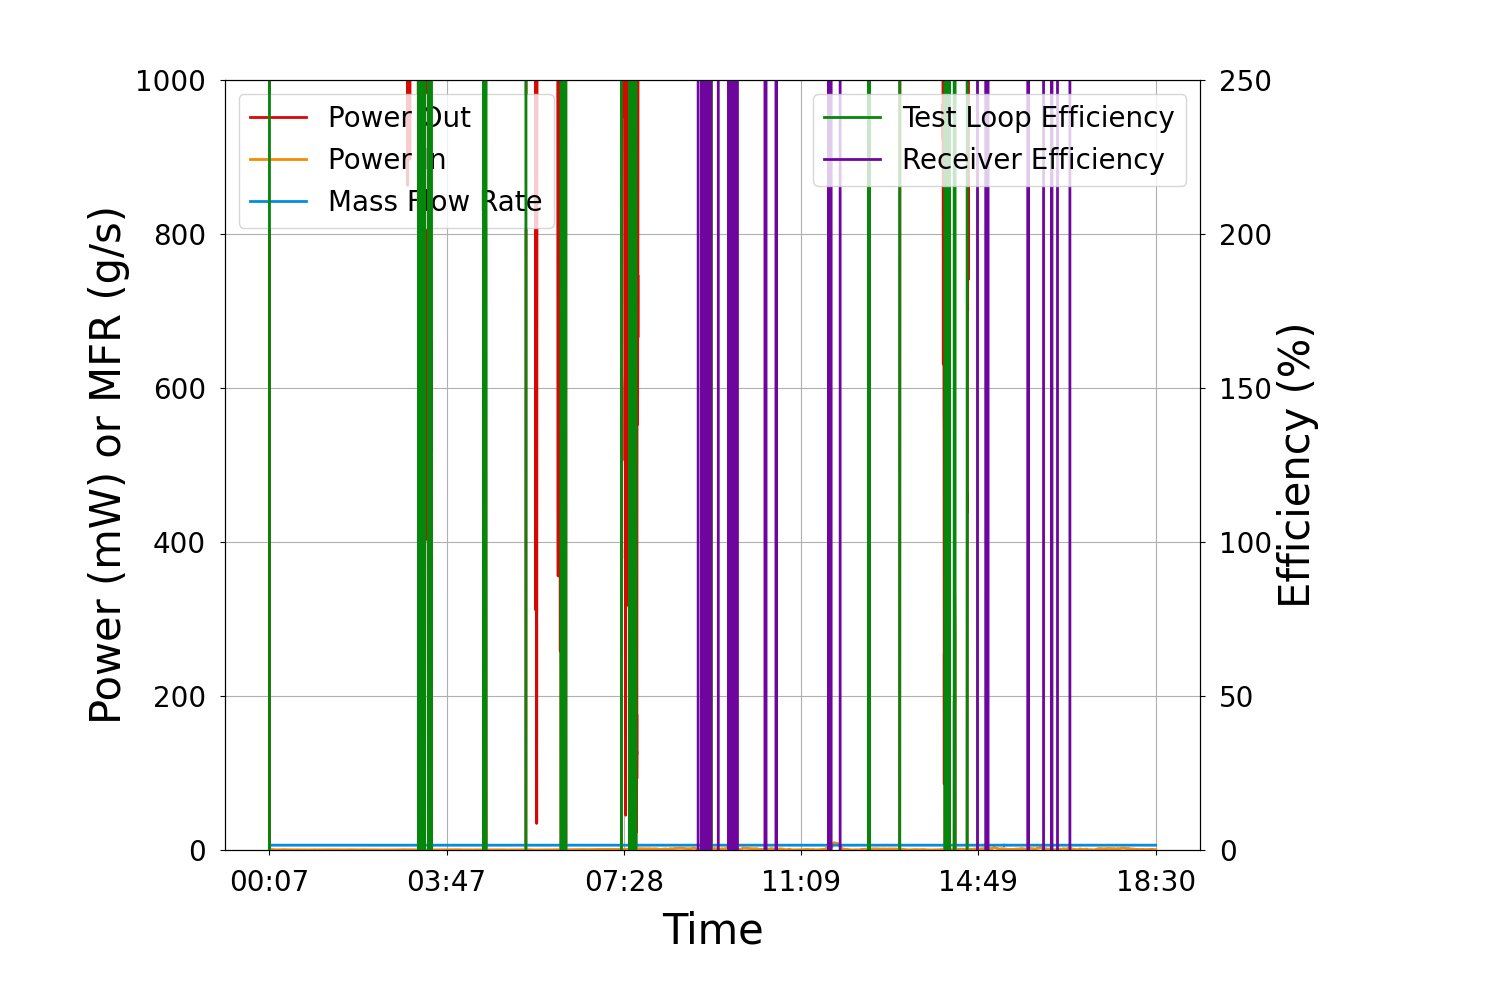 1000
800
600
400
200
0
Power (mW) or MFR (g/s)
Power Out
Power In
Mass Flow Rate
Test Loop Efficiency
Receiver Efficiency
250
200
150
100
50
0
Efficiency (%)
00:07 03:47 07:28 11:09 14:49 18:30
Time